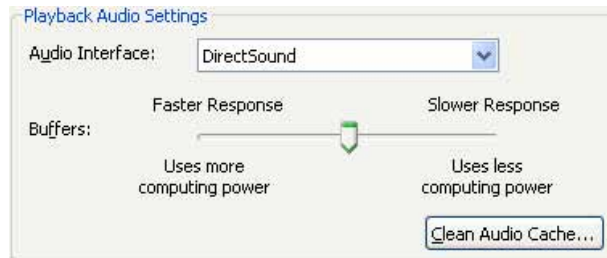 Playback Audio Settings
Audio Interface: DirectSound
Faster Response Slower Response
Buffers:
Uses more computing power
Uses less computing power
Clean Audio Cache...